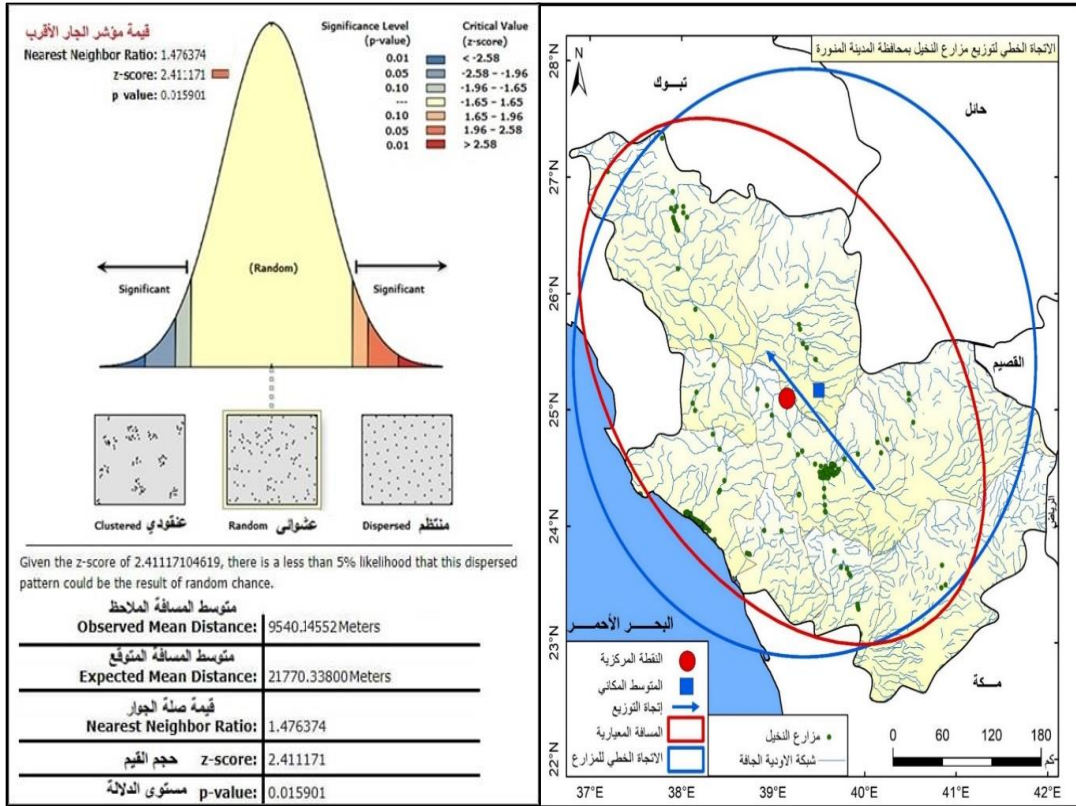 قيمة مؤشر الجار الأقرب
Nearest Neighbor Ratio: 1.476374
z-score: 2.411171
p-value: 0.015901
Significance Level
(p-value)
Critical Value
(z-score)
0.01 < -2.58
0.05 -2.58 – -1.96
0.10 -1.96 – -1.65
--- -1.65 – 1.65
0.10 1.65 – 1.96
0.05 1.96 – 2.58
0.01 > 2.58
(Random)
Significant
Significant
Clustered عنقودي
Random عشوائي
Dispersed منتظم
Given the z-score of 2.41117104619, there is a less than 5% likelihood that this dispersed
pattern could be the result of random chance.
متوسط المسافة الملاحظ
Observed Mean Distance: 9540.14552 Meters
متوسط المسافة المتوقع
Expected Mean Distance: 21770.33800 Meters
قيمة صلة الجوار
Nearest Neighbor Ratio: 1.476374
حجم القيم z-score: 2.411171
مستوى الدلالة p-value: 0.015901
الاتجاة الخطي لتوزيع مزارع النخيل بمحافظة المدينة المنورة
N
تبوك
حائل
القصيم
الرياض
مكة
البحر الأحمر
28°N
27°N
26°N
25°N
24°N
23°N
22°N
37°E
38°E
39°E
40°E
41°E
42°E
النقطة المركزية
المتوسط المكاني
إتجاة التوزيع
المسافة المعيارية
الاتجاة الخطي للمزارع
مزارع النخيل
شبكة الاودية الجافة
0 60 120 180
كم